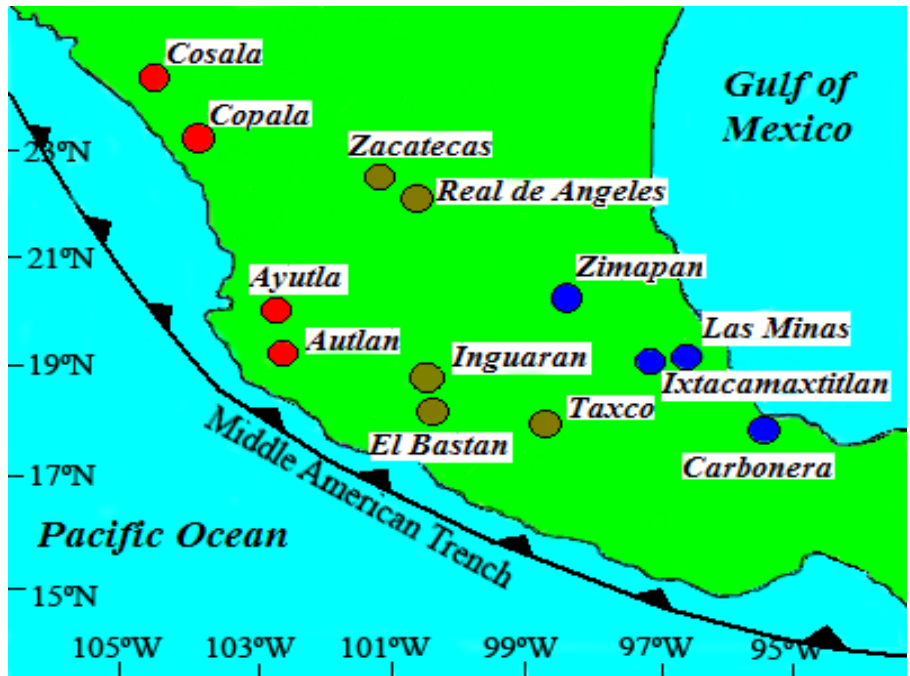 Cosala
Gulf of
Mexico
Copala
23ºN
Zacatecas
Real de Angeles
21ºN
Ayutla
Zimapan
Autlan
Las Minas
19ºN
Inguaran
Ixtacamaxtitlan
Taxco
El Bastan
Carbonera
17ºN
Middle American Trench
Pacific Ocean
15ºN
105ºW 103ºW 101ºW 99ºW 97ºW 95ºW